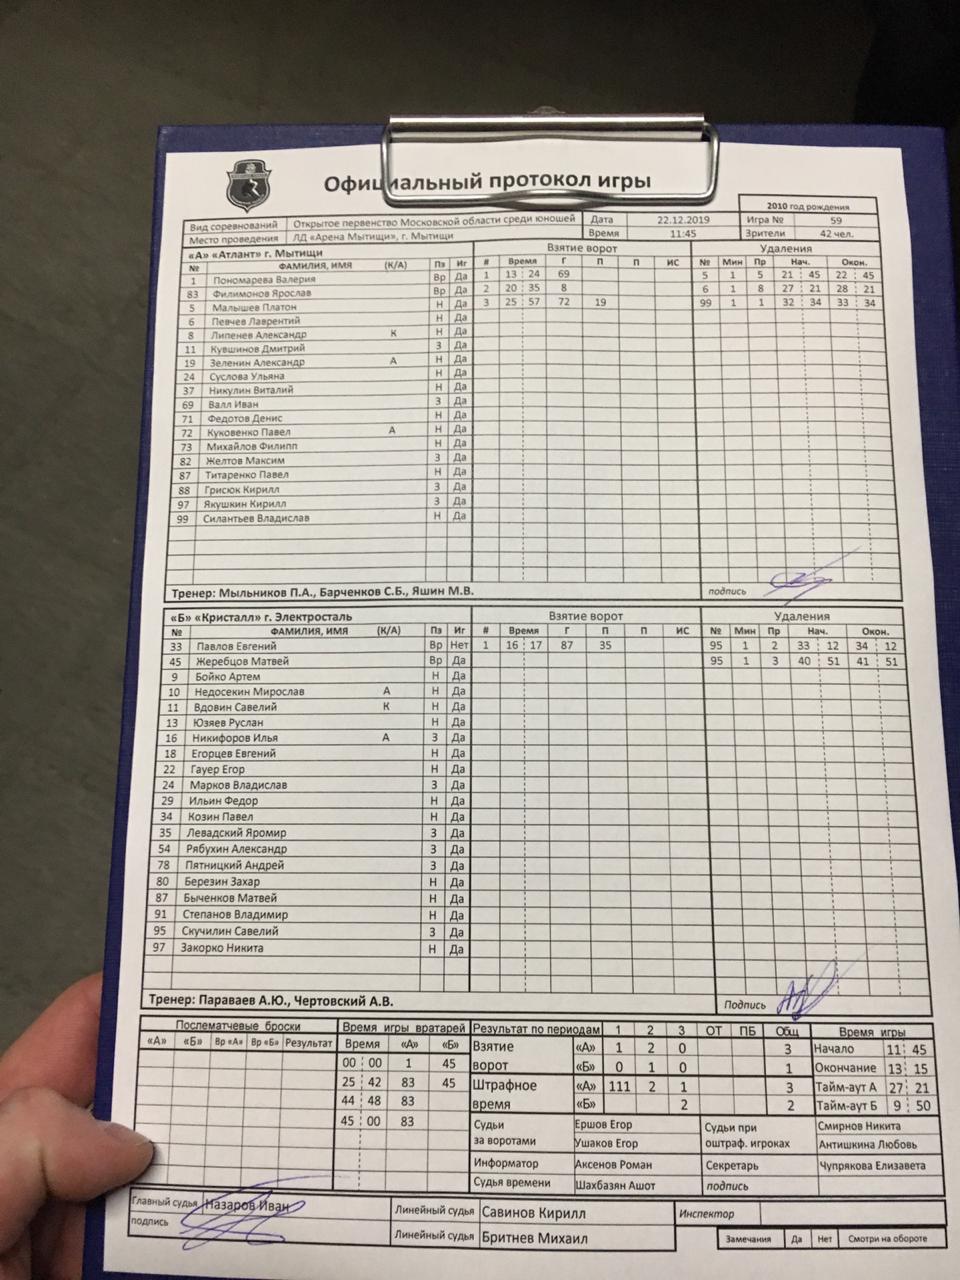 Официальный протокол игры
2010 год рождения
Вид соревнований Открытое первенство Московской области среди юношей Дата 22.12.2019 Игра № 59
Место проведения ЛД «Арена Мытищи», г. Мытищи Время 11:45 Зрители 42 чел.
«А» «Атлант» г. Мытищи Взятие ворот Удаления
№ ФАМИЛИЯ, ИМЯ (К/А) Пз Иг # Время Г П П ИС № Мин Пр Нач. Окон.
1 Пономарева Валерия Вр Да 1 13 : 24 69 5 1 5 21 : 45 22 : 45
83 Филимонов Ярослав Вр Да 2 20 : 35 8 6 1 8 27 : 21 28 : 21
5 Малышев Платон Н Да 3 25 : 57 72 19 99 1 1 32 : 34 33 : 34
6 Певчев Лаврентий Н Да
8 Липенев Александр К Н Да
11 Кувшинов Дмитрий З Да
19 Зеленин Александр А Н Да
24 Суслова Ульяна Н Да
37 Никулин Виталий Н Да
69 Валл Иван З Да
71 Федотов Денис Н Да
72 Куковенко Павел А Н Да
73 Михайлов Филипп Н Да
82 Желтов Максим З Да
87 Титаренко Павел Н Да
88 Грисюк Кирилл З Да
97 Якушкин Кирилл З Да
99 Силантьев Владислав Н Да
Тренер: Мыльников П.А., Барченков С.Б., Яшин М.В. подпись
«Б» «Кристалл» г. Электросталь Взятие ворот Удаления
№ ФАМИЛИЯ, ИМЯ (К/А) Пз Иг # Время Г П П ИС № Мин Пр Нач. Окон.
33 Павлов Евгений Вр Нет 1 16 : 17 87 35 95 1 2 33 : 12 34 : 12
45 Жеребцов Матвей Вр Да 95 1 3 40 : 51 41 : 51
9 Бойко Артем Н Да
10 Недосекин Мирослав А Н Да
11 Вдовин Савелий К Н Да
13 Юзяев Руслан Н Да
16 Никифоров Илья А З Да
18 Егорцев Евгений Н Да
22 Гауер Егор Н Да
24 Марков Владислав З Да
29 Ильин Федор Н Да
34 Козин Павел Н Да
35 Левадский Яромир З Да
54 Рябухин Александр З Да
78 Пятницкий Андрей З Да
80 Березин Захар Н Да
87 Быченков Матвей Н Да
91 Степанов Владимир Н Да
95 Скучилин Савелий З Да
97 Закорко Никита Н Да
Тренер: Параваев А.Ю., Чертовский А.В. Подпись
Послематчевые броски Время игры вратарей Результат по периодам 1 2 3 ОТ ПБ Общ Время игры
«А» «Б» Вр «А» Вр «Б» Результат Время «А» «Б» Взятие ворот «А» 1 2 0 3 Начало 11 : 45
00 : 00 1 45 «Б» 0 1 0 1 Окончание 13 : 15
25 : 42 83 45 Штрафное время «А» 111 2 1 3 Тайм-аут А 27 : 21
44 : 48 83 «Б» 2 2 Тайм-аут Б 9 : 50
45 : 00 83 Судьи за воротами Ершов Егор Судьи при оштраф. игроках Смирнов Никита
Ушаков Егор Антишкина Любовь
Информатор Аксенов Роман Секретарь Чупрякова Елизавета
Судья времени Шахбазян Ашот подпись
Главный судья Назаров Иван Линейный судья Савинов Кирилл Инспектор
подпись Линейный судья Бритнев Михаил Замечания Да Нет Смотри на обороте